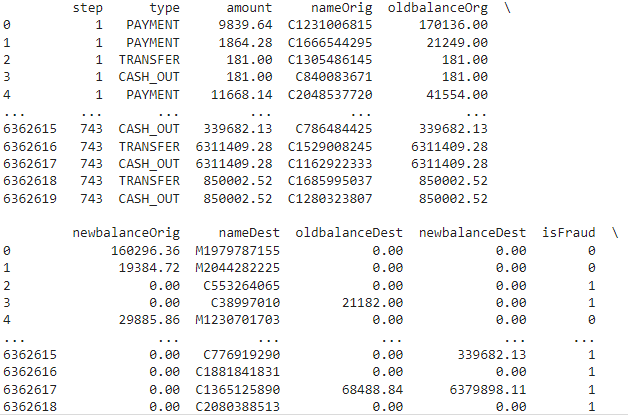 step type amount nameOrig oldbalanceOrg \
0 1 PAYMENT 9839.64 C1231006815 170136.00
1 1 PAYMENT 1864.28 C1666544295 21249.00
2 1 TRANSFER 181.00 C1305486145 181.00
3 1 CASH_OUT 181.00 C840083671 181.00
4 1 PAYMENT 11668.14 C2048537720 41554.00
... ... ... ... ... ...
6362615 743 CASH_OUT 339682.13 C786484425 339682.13
6362616 743 TRANSFER 6311409.28 C1529008245 6311409.28
6362617 743 CASH_OUT 6311409.28 C1162922333 6311409.28
6362618 743 TRANSFER 850002.52 C1685995037 850002.52
6362619 743 CASH_OUT 850002.52 C1280323807 850002.52
newbalanceOrig nameDest oldbalanceDest newbalanceDest isFraud \
0 160296.36 M1979787155 0.00 0.00 0
1 19384.72 M2044282225 0.00 0.00 0
2 0.00 C553264065 0.00 0.00 1
3 0.00 C38997010 21182.00 0.00 1
4 29885.86 M1230701703 0.00 0.00 0
... ... ... ... ... ...
6362615 0.00 C776919290 0.00 339682.13 1
6362616 0.00 C1881841831 0.00 0.00 1
6362617 0.00 C1365125890 68488.84 6379898.11 1
6362618 0.00 C2080388513 0.00 0.00 1